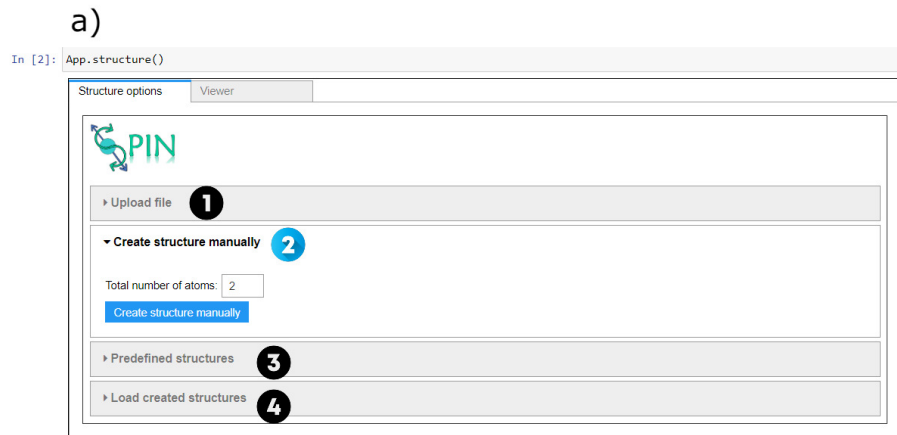 a)
In [2]: App.structure()
Structure options Viewer
SPIN
Upload file 1
Create structure manually 2
Total number of atoms: 2
Create structure manually
Predefined structures 3
Load created structures 4